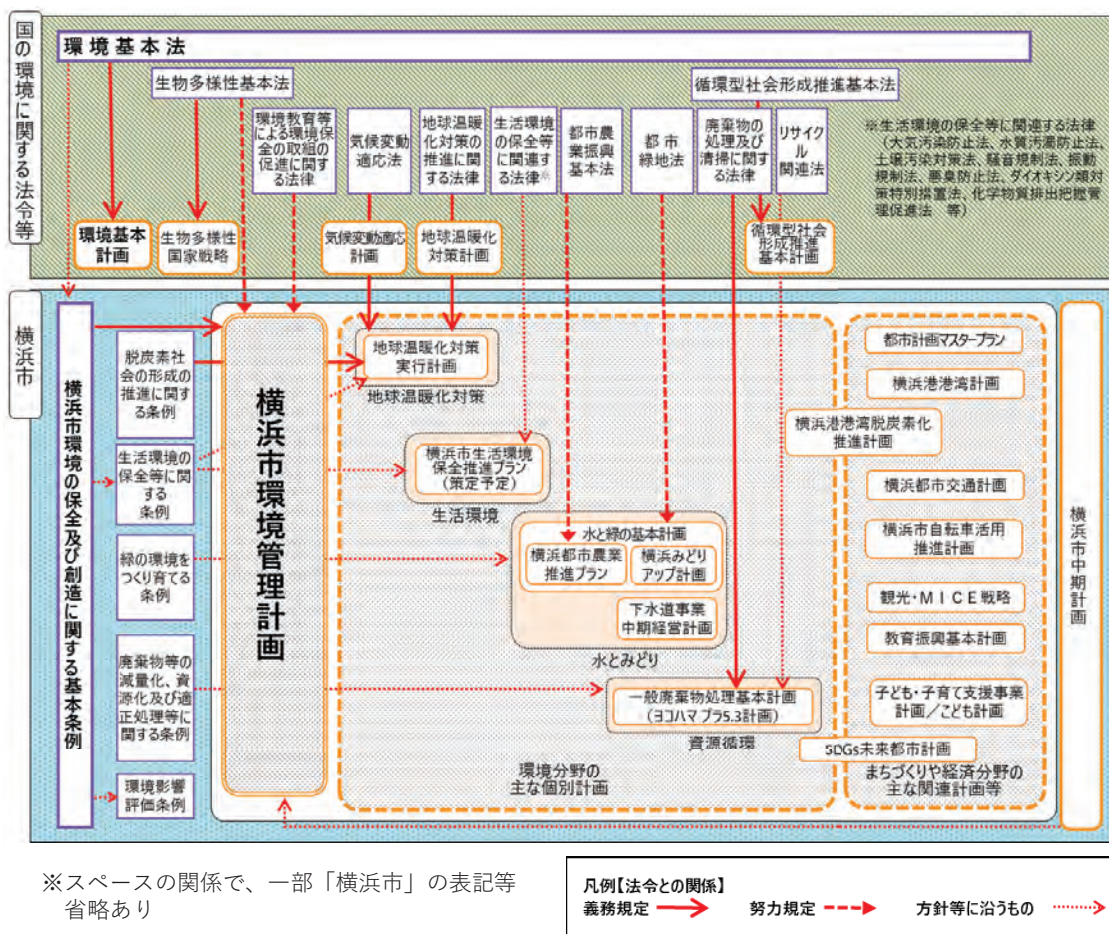 国の環境に関する法令等
環境基本法
生物多様性基本法
循環型社会形成推進基本法
環境教育等
による環境保
全の取組の
促進に関す
る法律
気候変動
適応法
地球温暖
化対策の
推進に関
する法律
生活環境
の保全等
に関連す
る法律※
都市農
業振興
基本法
都市
緑地法
廃棄物の
処理及び
清掃に関す
る法律
リサイ
クル
関連法
※生活環境の保全等に関連する法律
(大気汚染防止法、水質汚濁防止法、
土壌汚染対策法、騒音規制法、振動
規制法、悪臭防止法、ダイオキシン類対
策特別措置法、化学物質排出把握管
理促進法 等)
環境基本
計画
生物多様性
国家戦略
気候変動適応
計画
地球温暖化
対策計画
循環型社会
形成推進
基本計画
横浜市
横浜市環境の保全及び創造に関する基本条例
脱炭素社
会の形成の
推進に関す
る条例
生活環境の
保全等に関
する
条例
緑の環境を
つくり育てる
条例
廃棄物等の
減量化、資
源化及び適
正処理等に
関する条例
環境影響
評価条例
横浜市環境管理計画
地球温暖化対策
実行計画
地球温暖化対策
横浜市生活環境
保全推進プラン
(策定予定)
生活環境
水と緑の基本計画
横浜都市農業
推進プラン
横浜みどり
アップ計画
下水道事業
中期経営計画
水とみどり
一般廃棄物処理基本計画
(ヨコハマ プラ5.3計画)
資源循環
環境分野の
主な個別計画
都市計画マスタープラン
横浜港港湾計画
横浜港港湾脱炭素化
推進計画
横浜都市交通計画
横浜市自転車活用
推進計画
観光・MICE戦略
教育振興基本計画
子ども・子育て支援事業
計画/こども計画
SDGs未来都市計画
まちづくりや経済分野の
主な関連計画等
横浜市中期計画
※スペースの関係で、一部「横浜市」の表記等
省略あり
凡例【法令との関係】
義務規定 努力規定 方針等に沿うもの